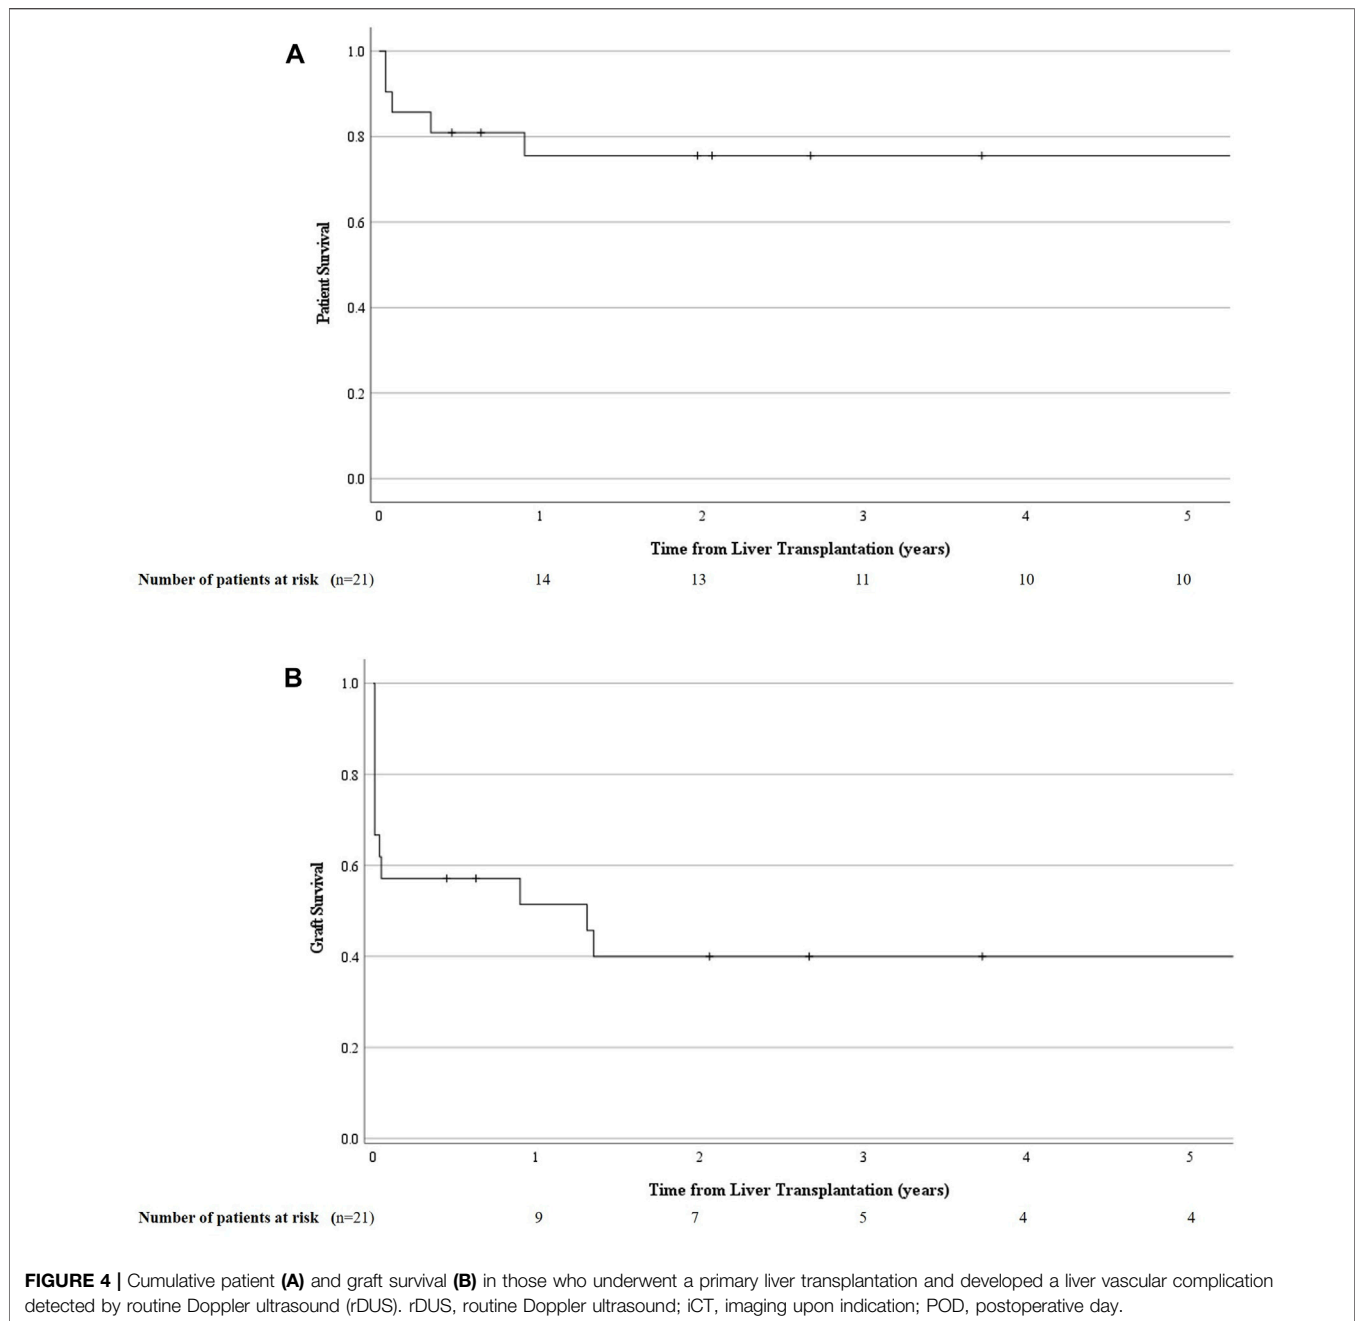 A
1.0
0.8
0.6
0.4
0.2
0.0
Patient Survival
0 1 2 3 4 5
Time from Liver Transplantation (years)
Number of patients at risk (n=21) 14 13 11 10 10
B
1.0
0.8
0.6
0.4
0.2
0.0
Graft Survival
0 1 2 3 4 5
Time from Liver Transplantation (years)
Number of patients at risk (n=21) 9 7 5 4 4
FIGURE 4 | Cumulative patient (A) and graft survival (B) in those who underwent a primary liver transplantation and developed a liver vascular complication
detected by routine Doppler ultrasound (rDUS). rDUS, routine Doppler ultrasound; iCT, imaging upon indication; POD, postoperative day.